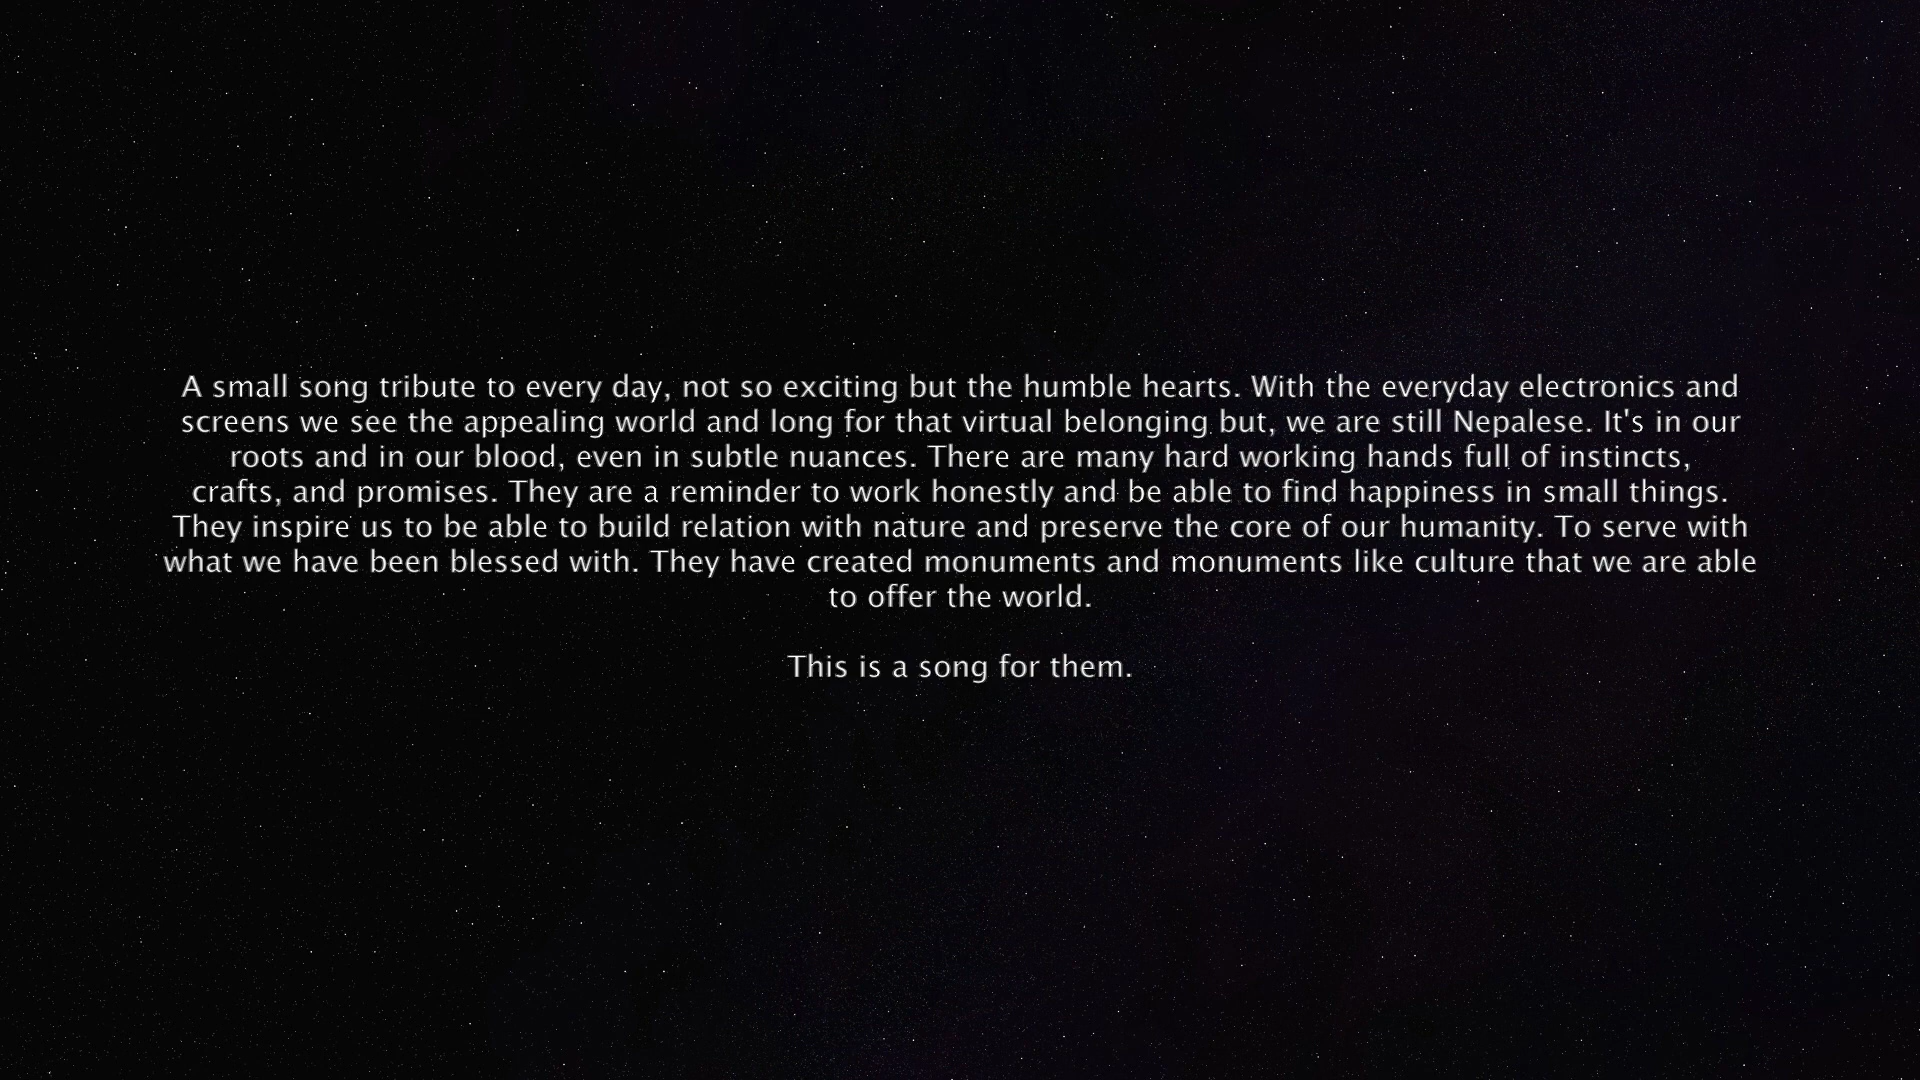 A small song tribute to every day, not so exciting but the humble hearts. With the everyday electronics and
screens we see the appealing world and long for that virtual belonging but, we are still Nepalese. It's in our
roots and in our blood, even in subtle nuances. There are many hard working hands full of instincts,
crafts, and promises. They are a reminder to work honestly and be able to find happiness in small things.
They inspire us to be able to build relation with nature and preserve the core of our humanity. To serve with
what we have been blessed with. They have created monuments and monuments like culture that we are able
to offer the world.
This is a song for them.